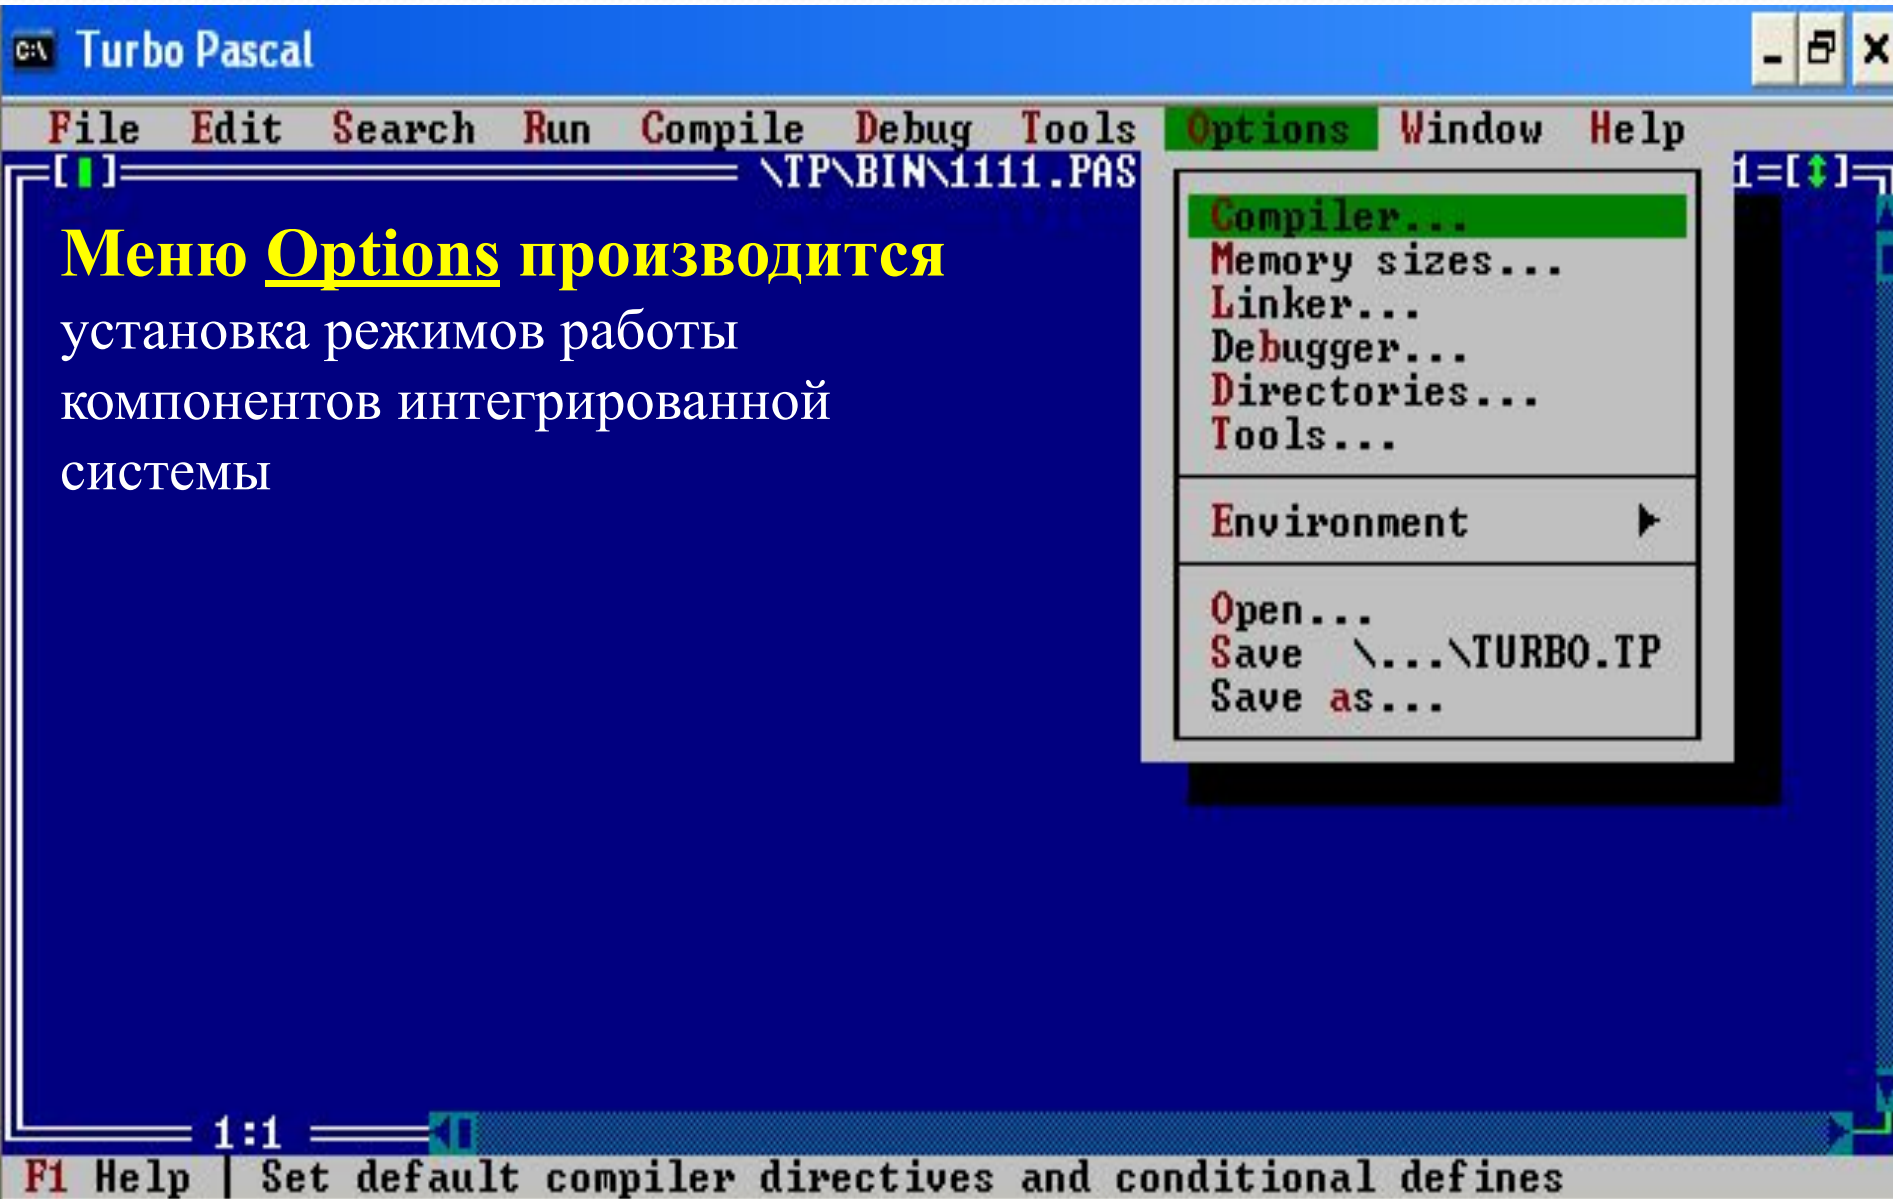 Turbo Pascal
File Edit Search Run Compile Debug Tools Options Window Help
[ ] \TP\BIN\1111.PAS 1=[↕]
Меню Options производится
установка режимов работы
компонентов интегрированной
системы
Compiler...
Memory sizes...
Linker...
Debugger...
Directories...
Tools...
Environment
Open...
Save \...\TURBO.TP
Save as...
1:1
F1 Help | Set default compiler directives and conditional defines